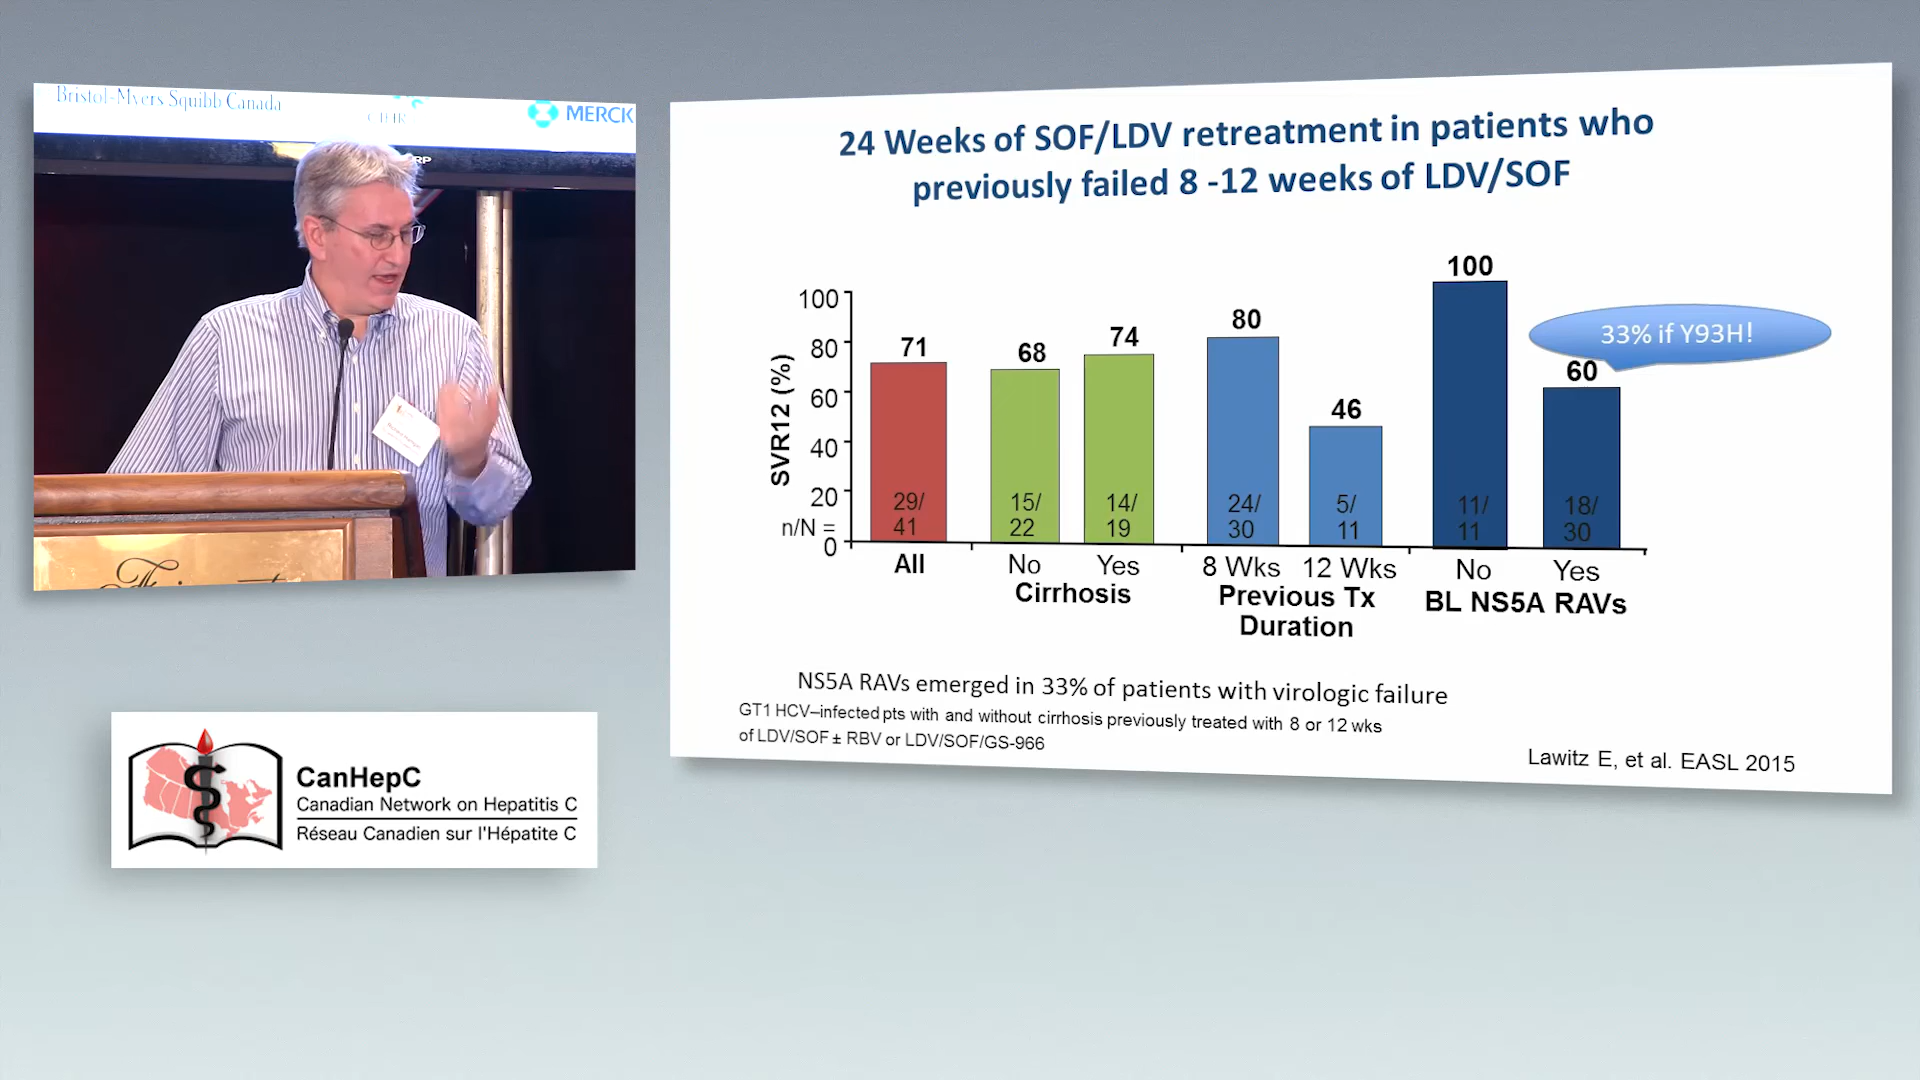 Bristol-Myers Squibb Canada
CIHR
MERCK
24 Weeks of SOF/LDV retreatment in patients who
previously failed 8 -12 weeks of LDV/SOF
SVR12 (%)
100
80
60
40
20
0
n/N =
71
68
74
80
46
100
60
33% if Y93H!
29/
41
15/
22
14/
19
24/
30
5/
11
11/
11
18/
30
All
No
Yes
Cirrhosis
8 Wks
12 Wks
Previous Tx
Duration
No
Yes
BL NS5A RAVs
NS5A RAVs emerged in 33% of patients with virologic failure
GT1 HCV–infected pts with and without cirrhosis previously treated with 8 or 12 wks
of LDV/SOF ± RBV or LDV/SOF/GS-966
Lawitz E, et al. EASL 2015
CanHepC
Canadian Network on Hepatitis C
Réseau Canadien sur l'Hépatite C